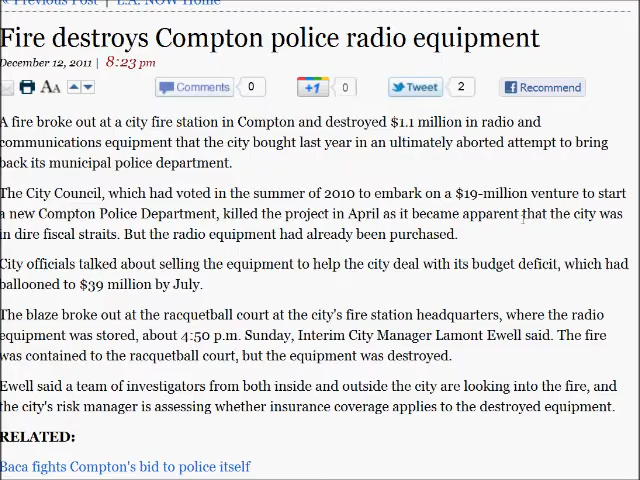 « Previous Post | L.A. NOW Home
Fire destroys Compton police radio equipment
December 12, 2011 | 8:23 pm
AA Comments 0 +1 0 Tweet 2 Recommend
A fire broke out at a city fire station in Compton and destroyed $1.1 million in radio and
communications equipment that the city bought last year in an ultimately aborted attempt to bring
back its municipal police department.
The City Council, which had voted in the summer of 2010 to embark on a $19-million venture to start
a new Compton Police Department, killed the project in April as it became apparent that the city was
in dire fiscal straits. But the radio equipment had already been purchased.
City officials talked about selling the equipment to help the city deal with its budget deficit, which had
ballooned to $39 million by July.
The blaze broke out at the racquetball court at the city's fire station headquarters, where the radio
equipment was stored, about 4:50 p.m. Sunday, Interim City Manager Lamont Ewell said. The fire
was contained to the racquetball court, but the equipment was destroyed.
Ewell said a team of investigators from both inside and outside the city are looking into the fire, and
the city's risk manager is assessing whether insurance coverage applies to the destroyed equipment.
RELATED:
Baca fights Compton's bid to police itself